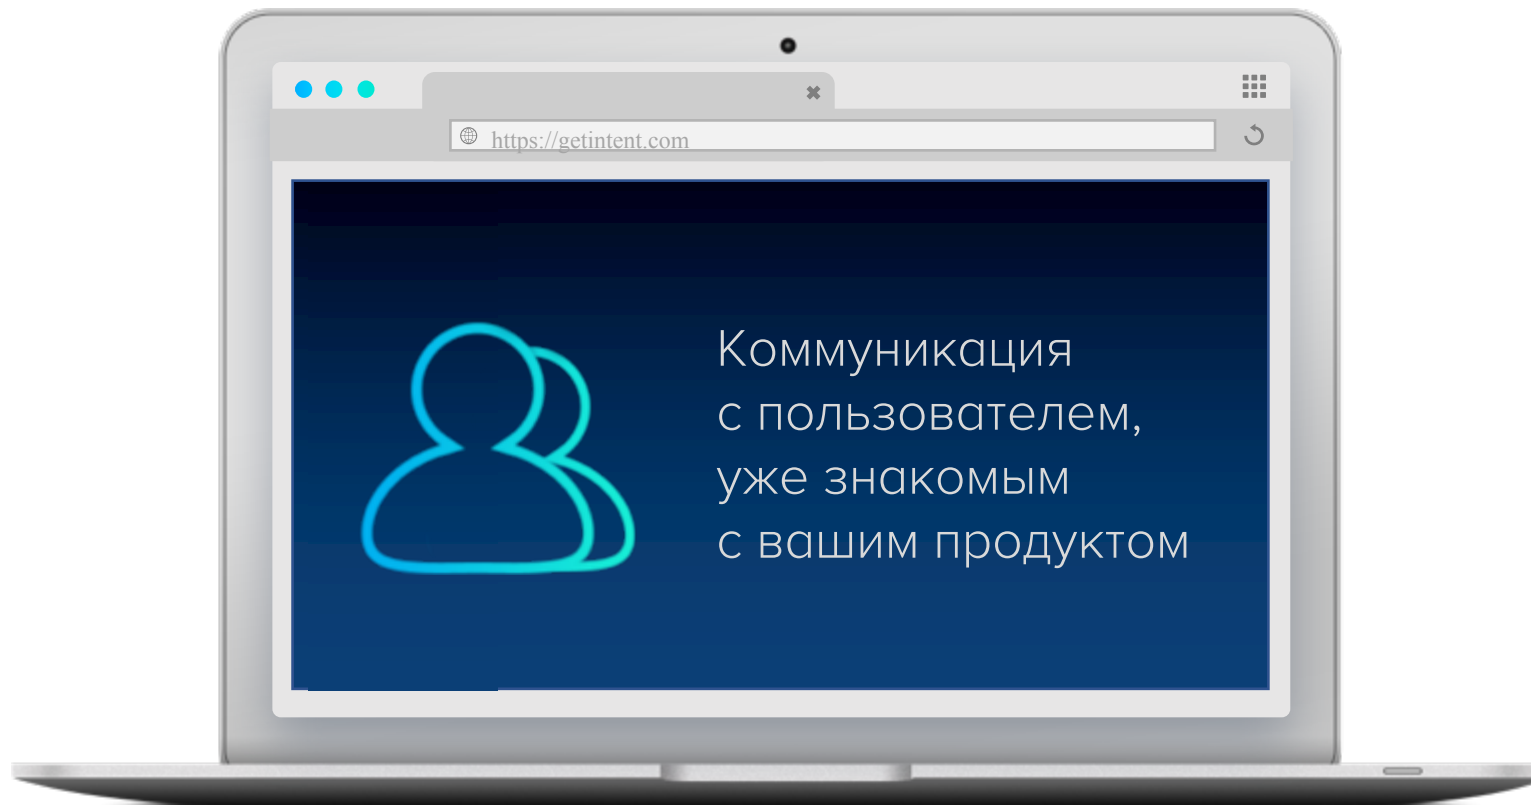 https://getintent.com
Коммуникация
с пользователем,
уже знакомым
с вашим продуктом